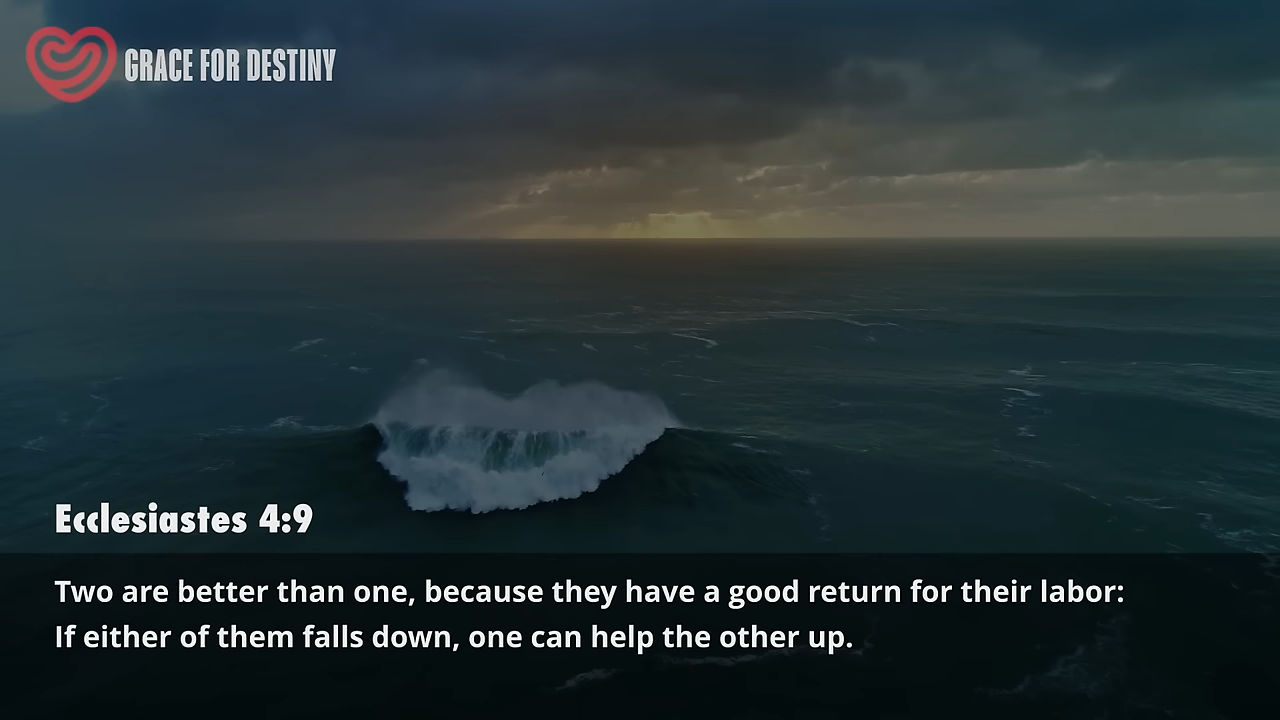 GRACE FOR DESTINY
Ecclesiastes 4:9
Two are better than one, because they have a good return for their labor:
If either of them falls down, one can help the other up.